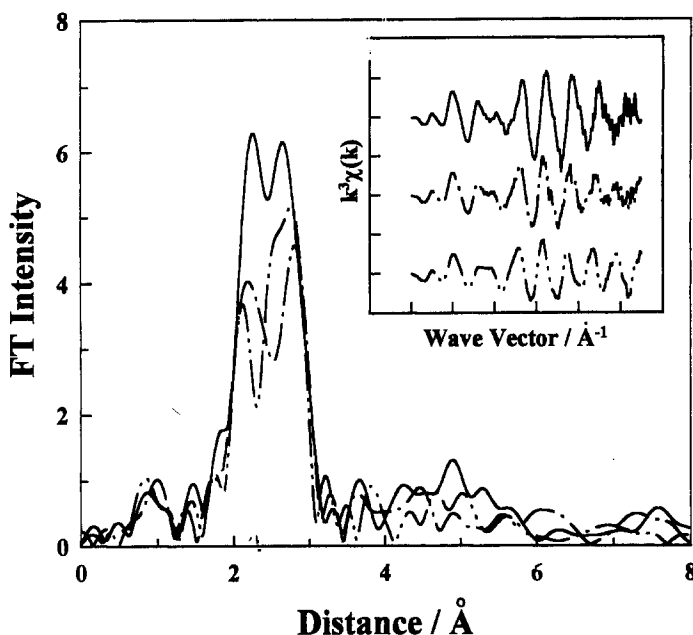 8
6
4
2
0
FT Intensity
k³χ(k)
Wave Vector / Å⁻¹
0 2 4 6 8
Distance / Å